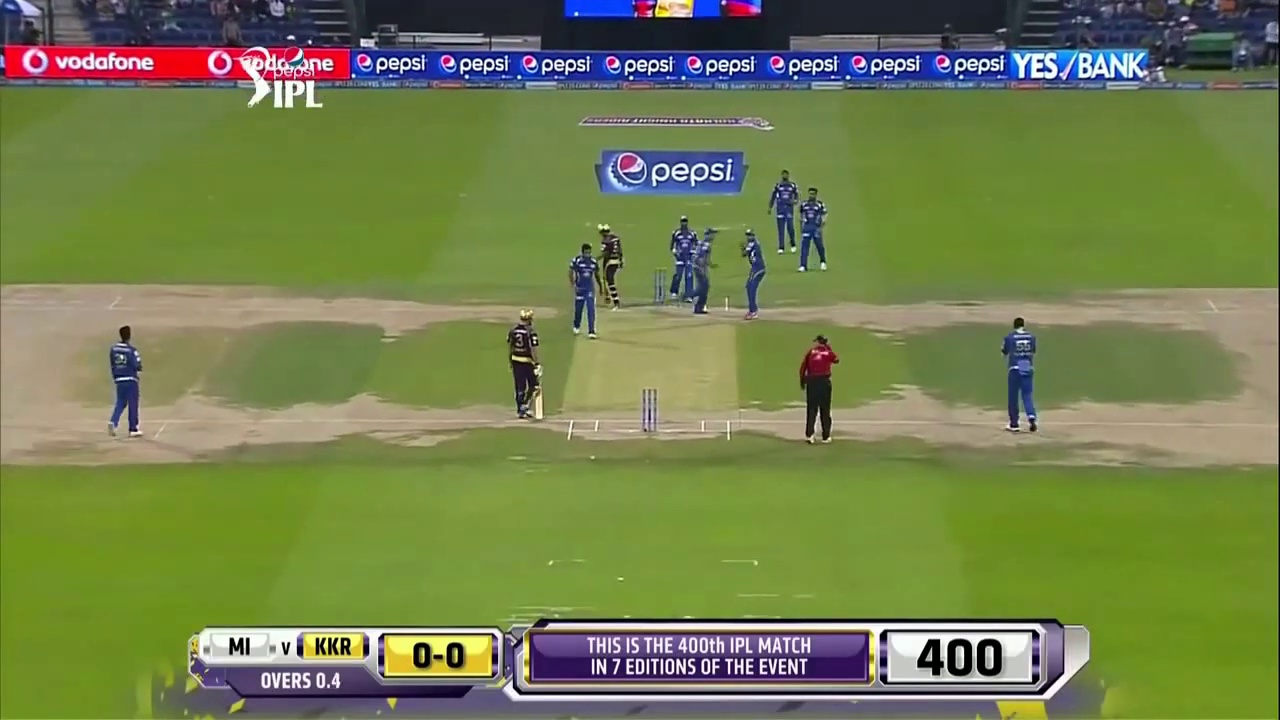 vodafone vodafone pepsi pepsi pepsi pepsi pepsi pepsi pepsi pepsi YES/BANK
pepsi
IPL
pepsi
3
55
MI v KKR 0-0
OVERS 0.4
THIS IS THE 400th IPL MATCH
IN 7 EDITIONS OF THE EVENT
400